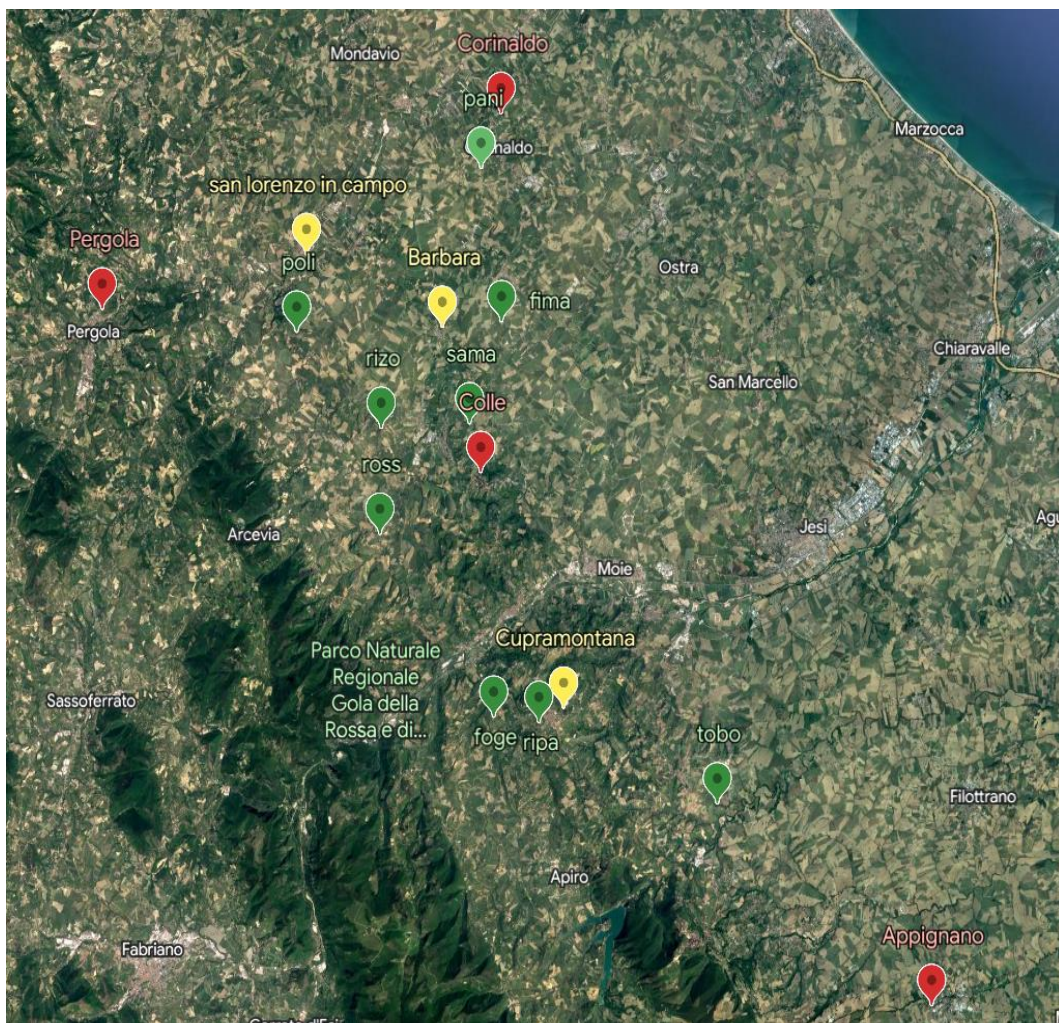 Mondavio
Corinaldo
pani
naldo
Marzocca
san lorenzo in campo
Pergola
poli
Barbara
Ostra
fima
Pergola
Chiaravalle
rizo
sama
San Marcello
Colle
ross
Arcevia
Jesi
Agu
Moie
Cupramontana
Parco Naturale
Regionale
Gola della
Rossa e di...
Sassoferrato
foge
ripa
tobo
Filottrano
Apiro
Fabriano
Appignano